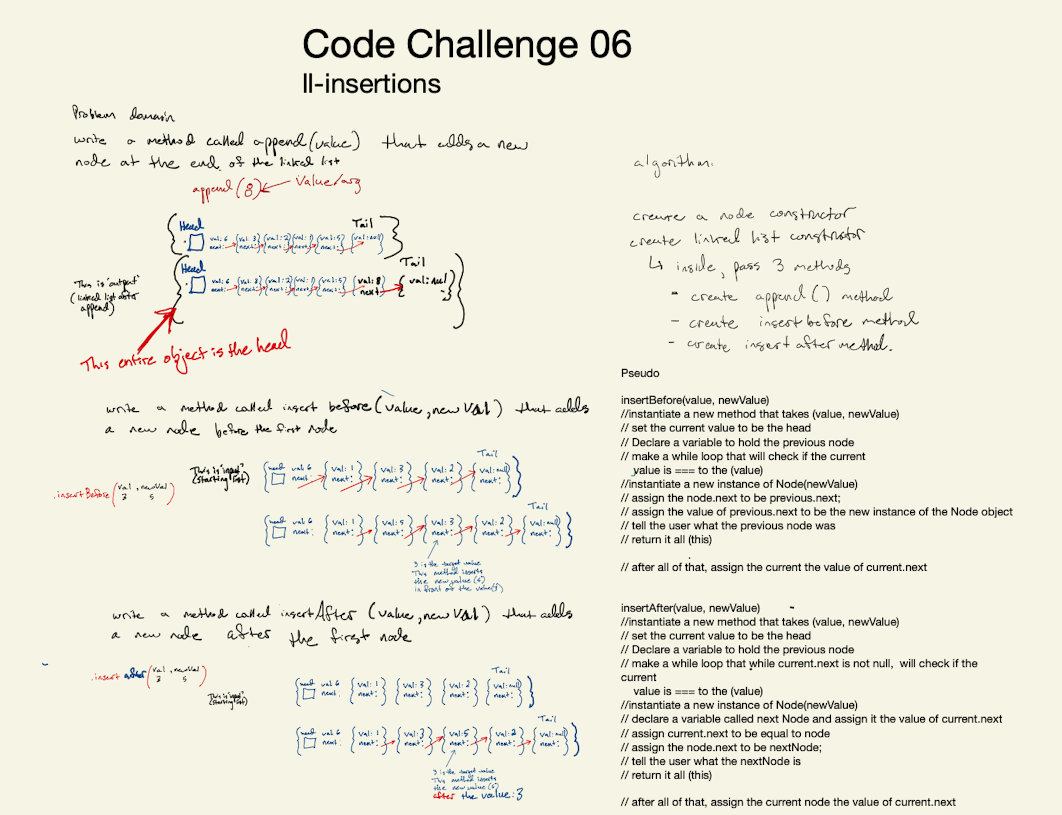 Code Challenge 06
ll-insertions
Problem domain
write a method called append(value) that adds a new
node at the end of the linked list
append(8) ← Value/arg
Head Tail
val: 6 val: 3 val: 2 val: 1 val: 5 val: null
next: next: next: next: next:
Head Tail
val: 6 val: 3 val: 2 val: 1 val: 5 val: 8 val: null
next: next: next: next: next: next:
This is "output"
(linked list after
append)
This entire object is the head
write a method called insert before(value, new Val) that adds
a new node before the first node
.insertBefore(val, newVal)
3 5
This is "input"
(starting list)
Tail
head val 6 val: 1 val: 3 val: 2 val: null
next: next: next: next: next:
Tail
head val 6 val: 1 val: 5 val: 3 val: 2 val: null
next: next: next: next: next: next:
3 is the target value
This method inserts
the new value (5)
in front of the value(3)
write a method called insertAfter (value, new Val) that adds
a new node after the first node
.insert after(val, newVal)
3 5
This is "input"
(starting list)
Tail
head val 6 val: 1 val: 3 val: 2 val: null
next: next: next: next: next:
Tail
head val 6 val: 1 val: 3 val: 5 val: 2 val: null
next: next: next: next: next: next:
3 is the target value
This method inserts
the new value (5)
after the value: 3
algorithm:
create a node constructor
create linked list constructor
↳ inside, pass 3 methods
- create append() method
- create insert before method
- create insert after method.
Pseudo
insertBefore(value, newValue)
//instantiate a new method that takes (value, newValue)
// set the current value to be the head
// Declare a variable to hold the previous node
// make a while loop that will check if the current
value is === to the (value)
//instantiate a new instance of Node(newValue)
// assign the node.next to be previous.next;
// assign the value of previous.next to be the new instance of the Node object
// tell the user what the previous node was
// return it all (this)
// after all of that, assign the current the value of current.next
insertAfter(value, newValue)
//instantiate a new method that takes (value, newValue)
// set the current value to be the head
// Declare a variable to hold the previous node
// make a while loop that while current.next is not null, will check if the
current
value is === to the (value)
//instantiate a new instance of Node(newValue)
// declare a variable called next Node and assign it the value of current.next
// assign current.next to be equal to node
// assign the node.next to be nextNode;
// tell the user what the nextNode is
// return it all (this)
// after all of that, assign the current node the value of current.next